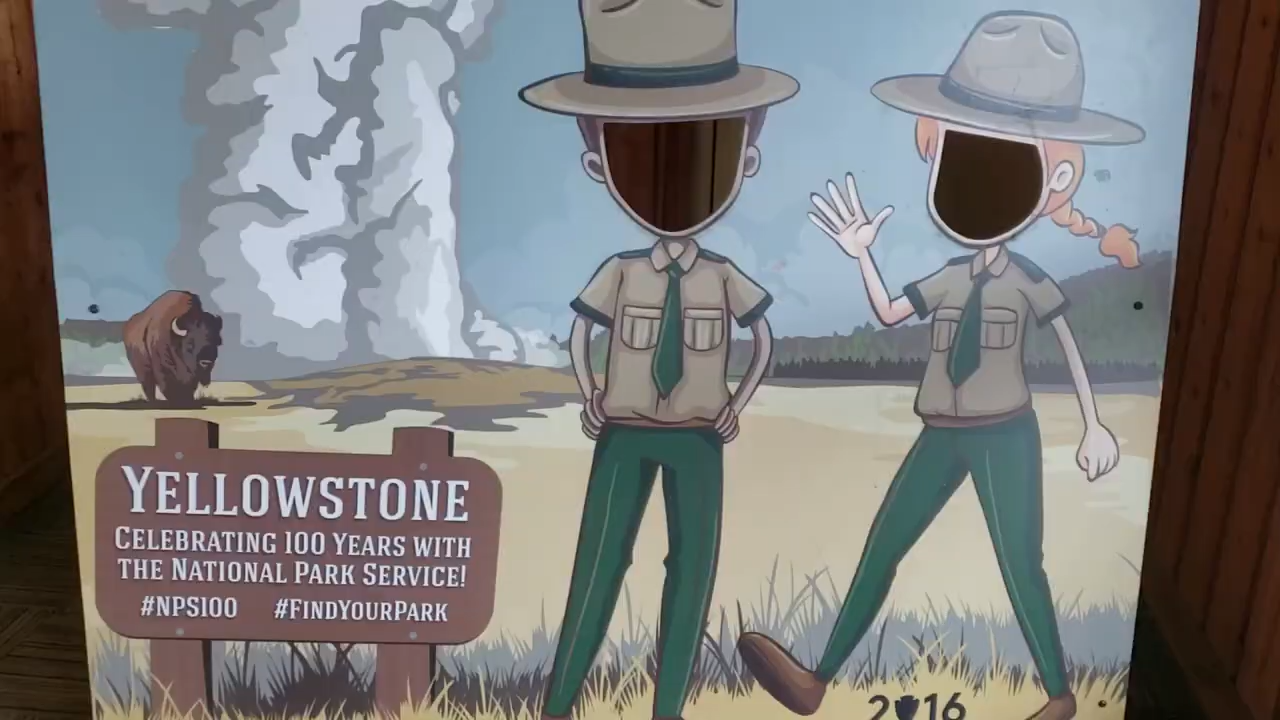 YELLOWSTONE
CELEBRATING 100 YEARS WITH
THE NATIONAL PARK SERVICE!
#NPS100 #FINDYOURPARK
2016